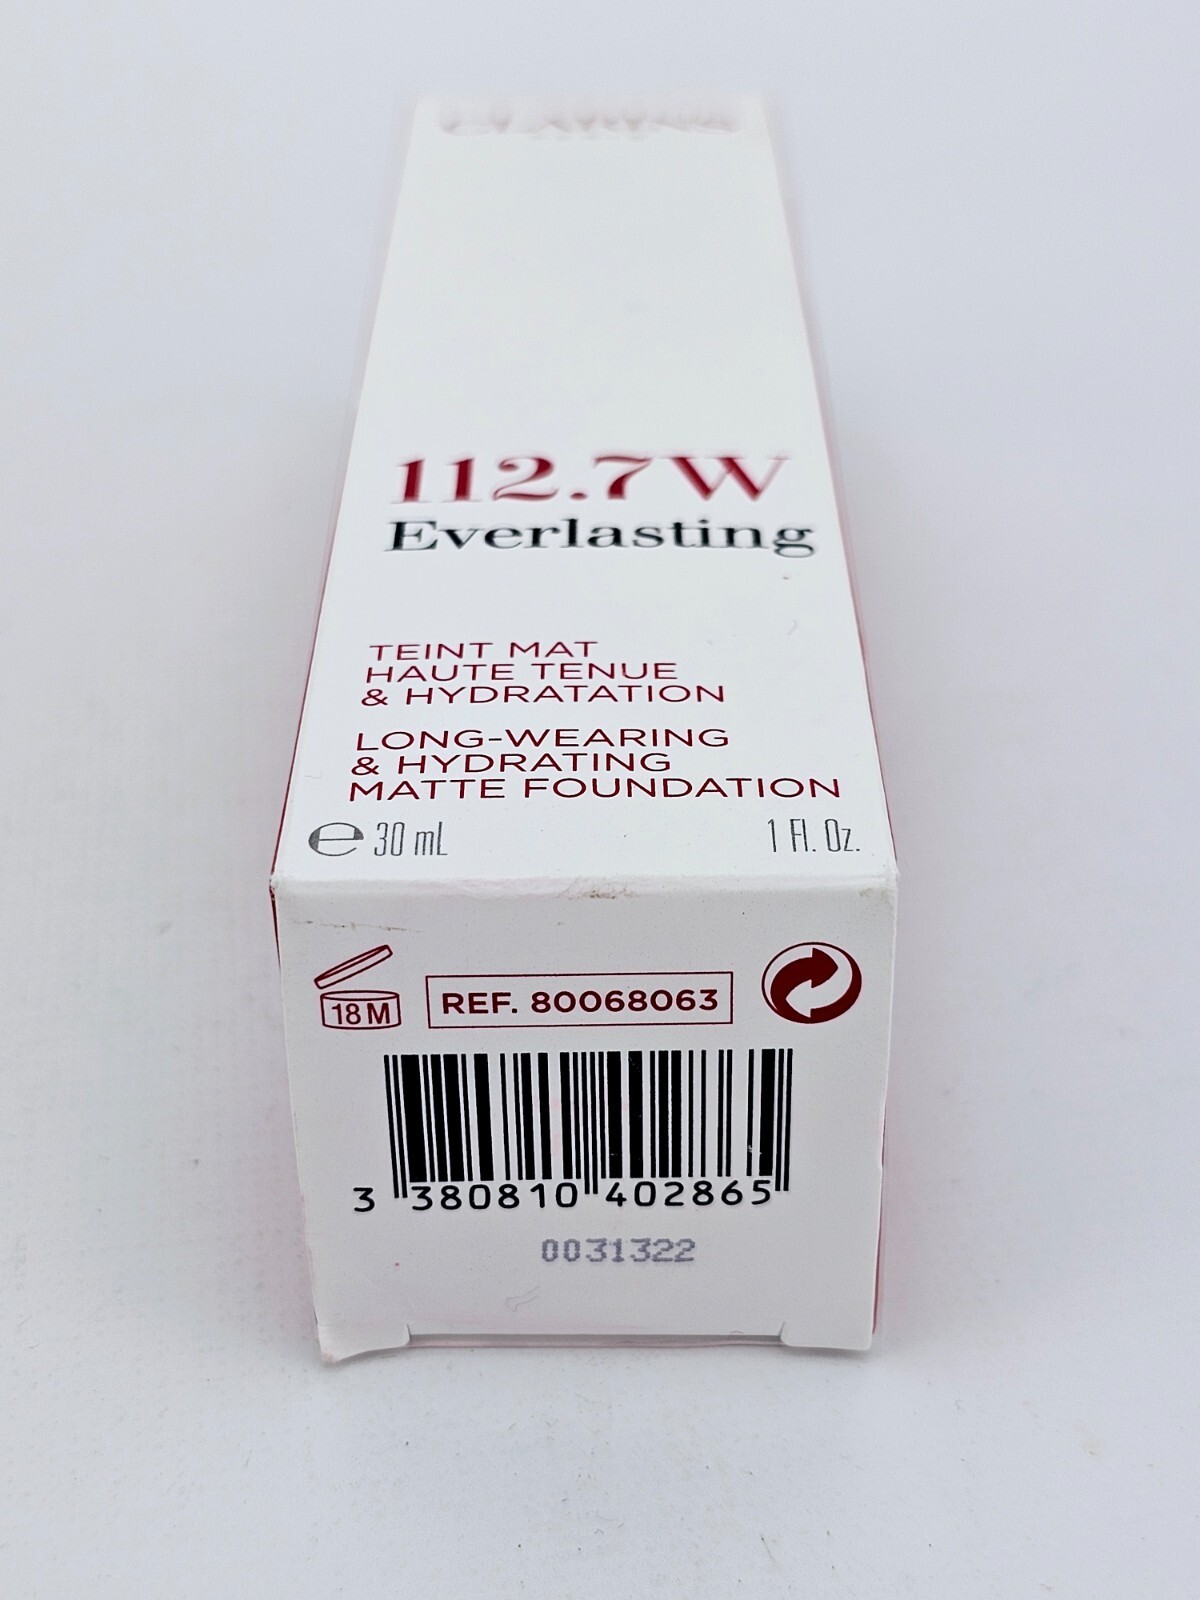 112.7W
Everlasting
TEINT MAT
HAUTE TENUE
& HYDRATATION
LONG-WEARING
& HYDRATING
MATTE FOUNDATION
℮ 30 mL
1 Fl. Oz.
18 M
REF. 80068063
3 380810 402865
0031322